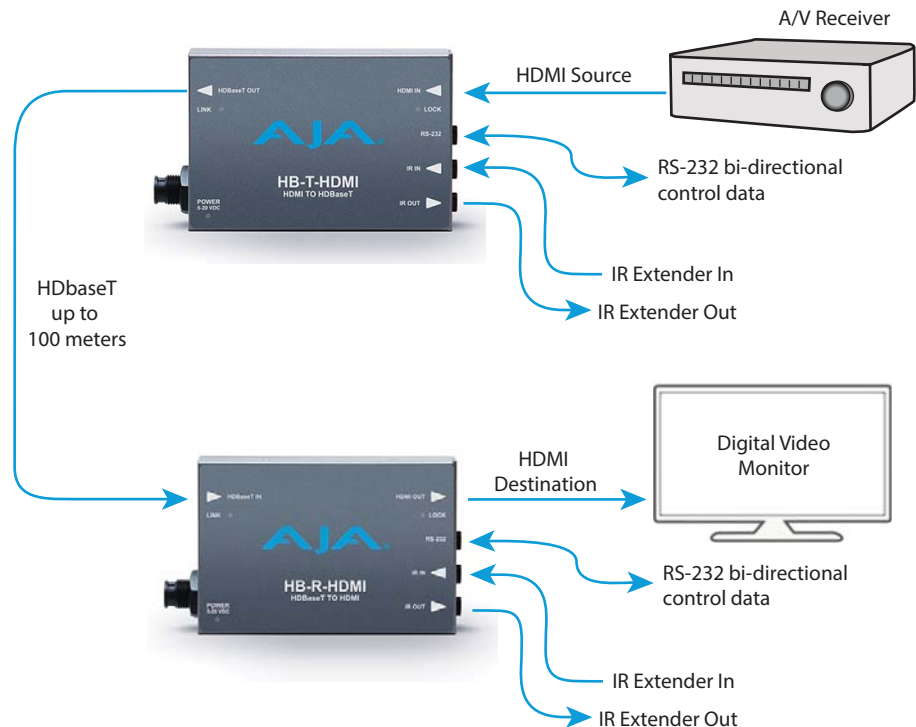 A/V Receiver
HDMI Source
HDBaseT OUT
HDMI IN
LINK
LOCK
RS-232
AJA
IR IN
HB-T-HDMI
HDMI TO HDBaseT
POWER
5-20 VDC
IR OUT
RS-232 bi-directional
control data
IR Extender In
IR Extender Out
HDbaseT
up to
100 meters
HDMI
Destination
Digital Video
Monitor
HDBaseT IN
HDMI OUT
LINK
LOCK
RS-232
AJA
IR IN
HB-R-HDMI
HDBaseT TO HDMI
POWER
5-20 VDC
IR OUT
RS-232 bi-directional
control data
IR Extender In
IR Extender Out